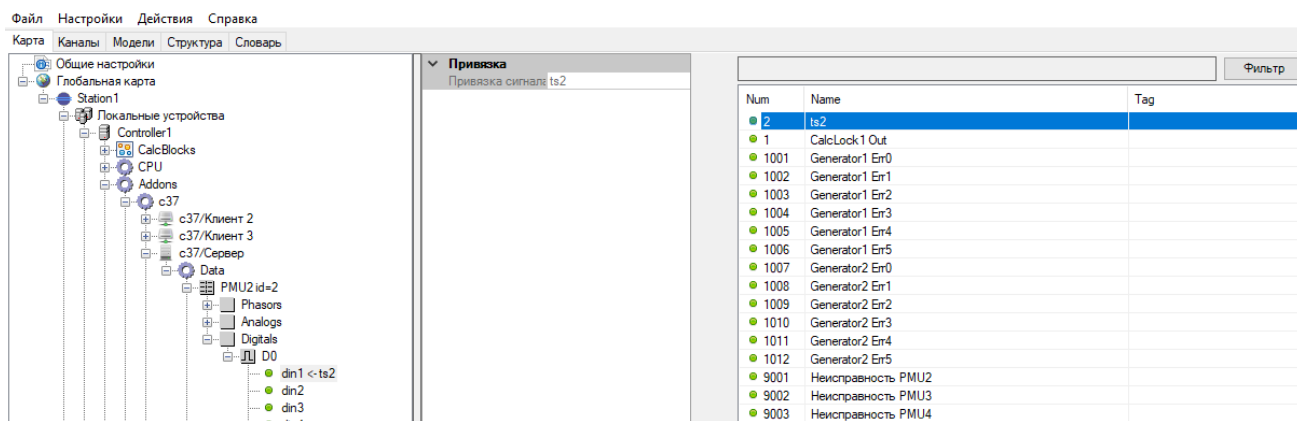 Файл Настройки Действия Справка
Карта Каналы Модели Структура Словарь
Общие настройки
Глобальная карта
Station1
Локальные устройства
Controller1
CalcBlocks
CPU
Addons
c37
c37/Клиент 2
c37/Клиент 3
c37/Сервер
Data
PMU2 id=2
Phasors
Analogs
Digitals
D0
din1 <-ts2
din2
din3
Привязка
Привязка сигнала ts2
Фильтр
Num Name Tag
2 ts2
1 CalcLock1 Out
1001 Generator1 Err0
1002 Generator1 Err1
1003 Generator1 Err2
1004 Generator1 Err3
1005 Generator1 Err4
1006 Generator1 Err5
1007 Generator2 Err0
1008 Generator2 Err1
1009 Generator2 Err2
1010 Generator2 Err3
1011 Generator2 Err4
1012 Generator2 Err5
9001 Неисправность PMU2
9002 Неисправность PMU3
9003 Неисправность PMU4